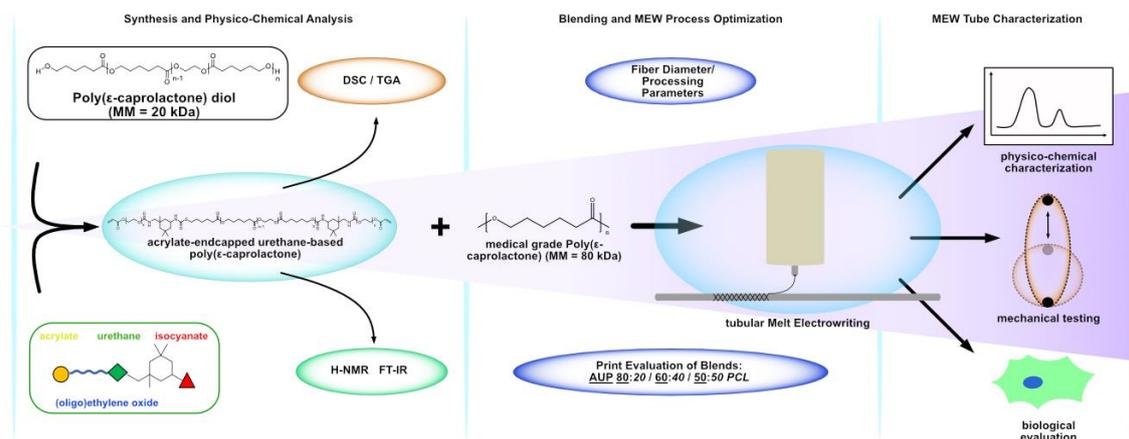 Synthesis and Physico-Chemical Analysis
Blending and MEW Process Optimization
MEW Tube Characterization
H
O
O
O
O
O
O
O
O
H
n-1
n
Poly(ε-caprolactone) diol
(MM = 20 kDa)
DSC / TGA
Fiber Diameter/
Processing
Parameters
physico-chemical
characterization
acrylate-endcapped urethane-based
poly(ε-caprolactone)
+
O
O
n
medical grade Poly(ε-
caprolactone) (MM = 80 kDa)
tubular Melt Electrowriting
mechanical testing
acrylate urethane isocyanate
(oligo)ethylene oxide
H-NMR FT-IR
Print Evaluation of Blends:
AUP 80:20 / 60:40 / 50:50 PCL
biological
evaluation